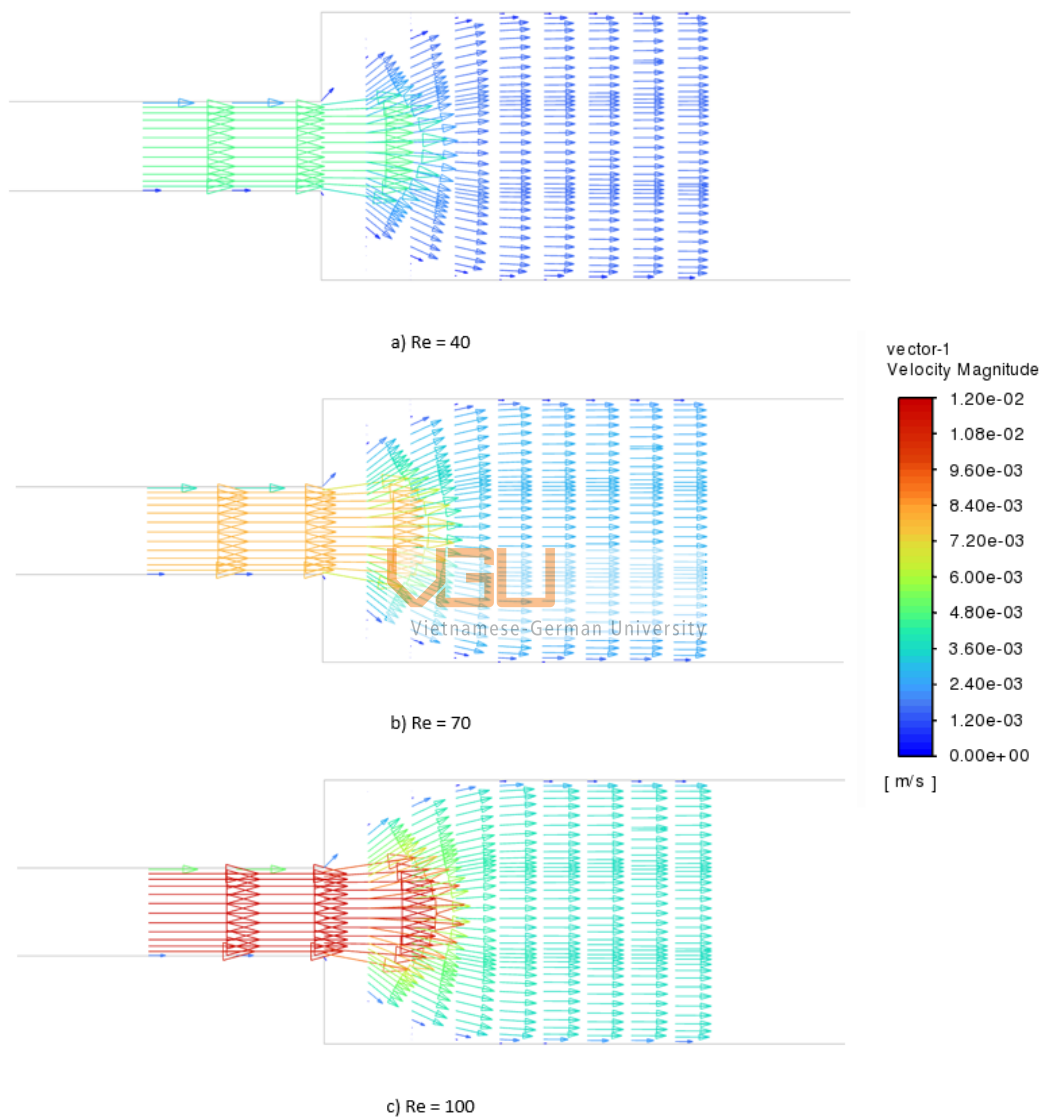 a) Re = 40
vector-1
Velocity Magnitude
1.20e-02
1.08e-02
9.60e-03
8.40e-03
7.20e-03
6.00e-03
4.80e-03
3.60e-03
2.40e-03
1.20e-03
0.00e+00
[ m/s ]
VGU
Vietnamese-German University
b) Re = 70
c) Re = 100